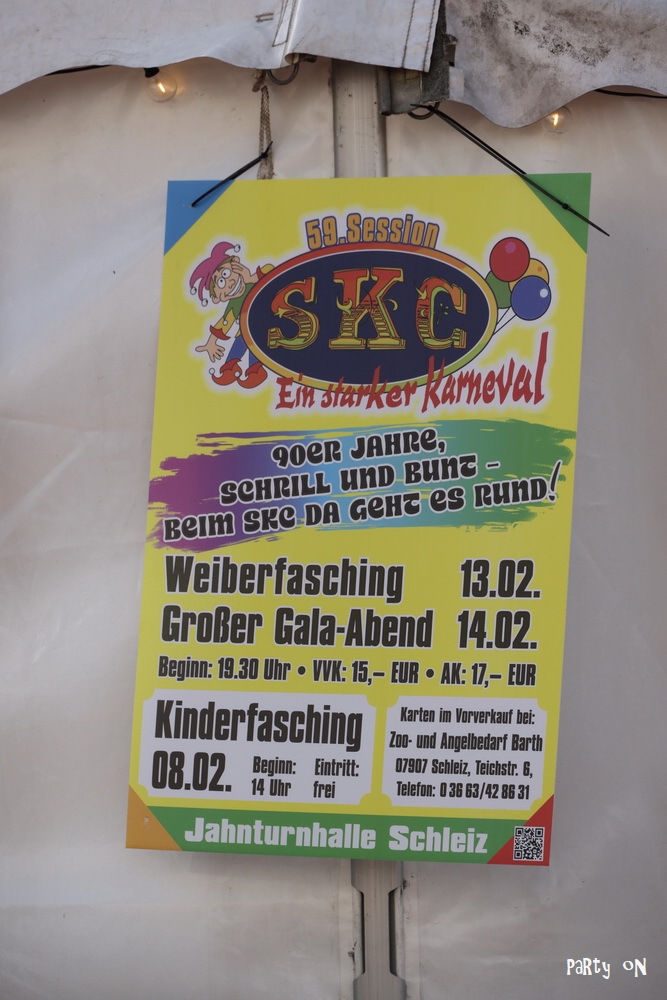 59.Session
SKC
Ein starker Karneval
90ER JAHRE,
SCHRILL UND BUNT -
BEIM SKC DA GEHT ES RUND!
Weiberfasching 13.02.
Großer Gala-Abend 14.02.
Beginn: 19.30 Uhr • VVK: 15,– EUR • AK: 17,– EUR
Kinderfasching
08.02. Beginn: 14 Uhr Eintritt: frei
Karten im Vorverkauf bei:
Zoo- und Angelbedarf Barth
07907 Schleiz, Teichstr. 6,
Telefon: 0 36 63/42 86 31
Jahnturnhalle Schleiz
PaRTy oN